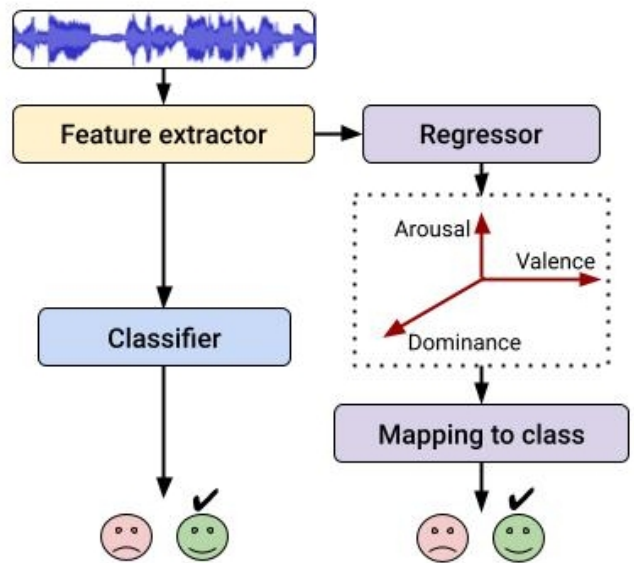 Feature extractor
Regressor
Arousal
Valence
Dominance
Classifier
Mapping to class